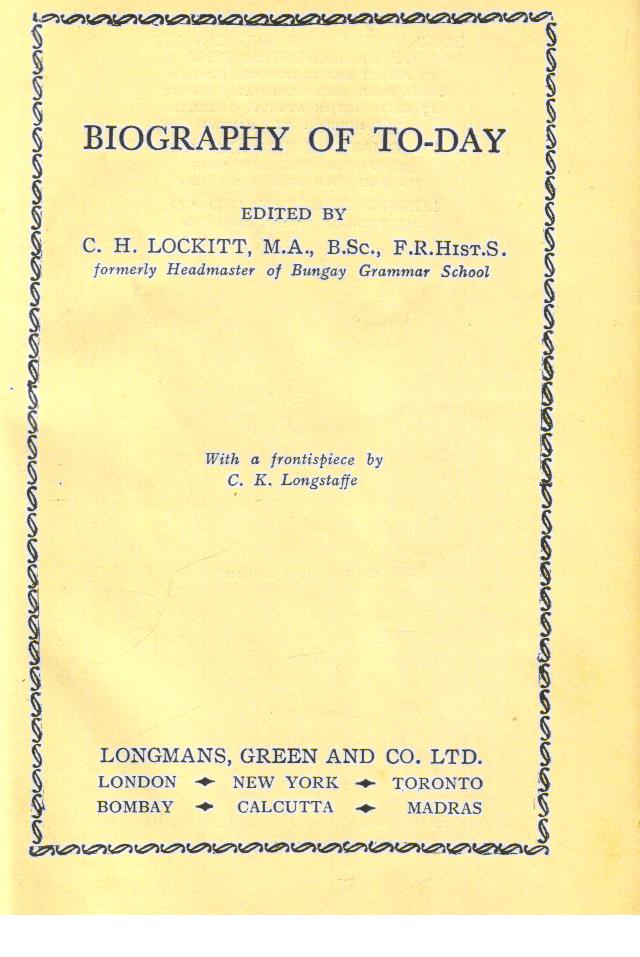 BIOGRAPHY OF TO-DAY
EDITED BY
C. H. LOCKITT, M.A., B.Sc., F.R.HIST.S.
formerly Headmaster of Bungay Grammar School
With a frontispiece by
C. K. Longstaffe
LONGMANS, GREEN AND CO. LTD.
LONDON ✦ NEW YORK ✦ TORONTO
BOMBAY ✦ CALCUTTA ✦ MADRAS